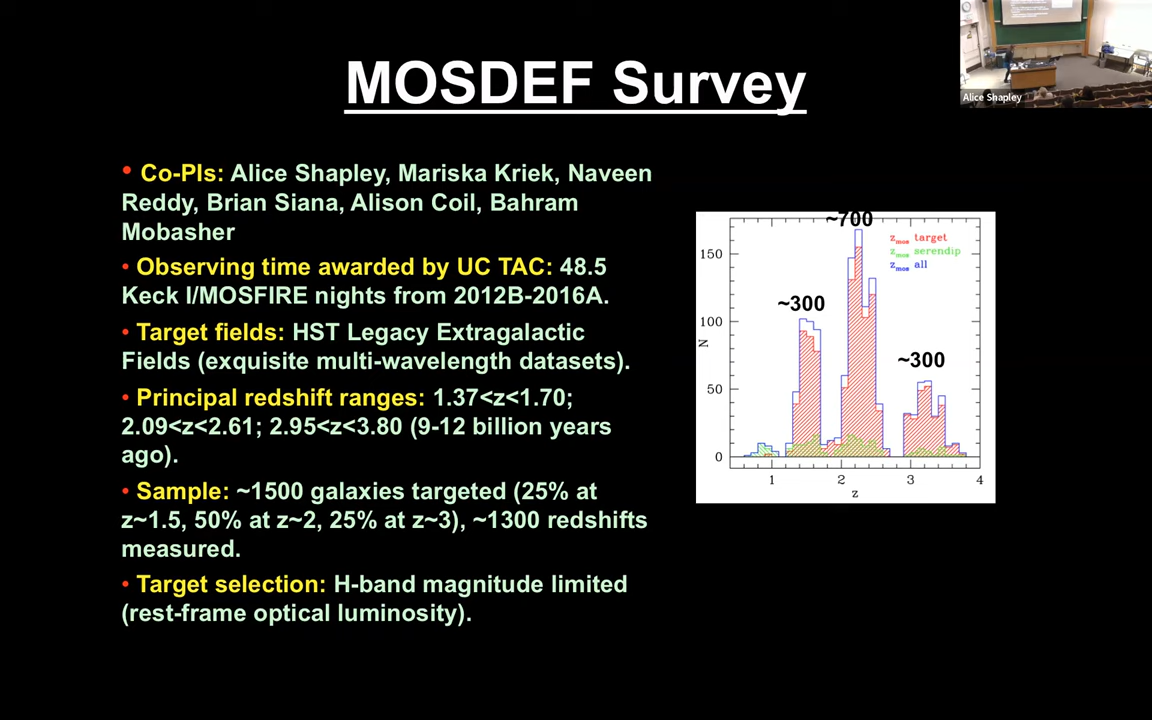 MOSDEF Survey
Alice Shapley
• Co-PIs: Alice Shapley, Mariska Kriek, Naveen
Reddy, Brian Siana, Alison Coil, Bahram
Mobasher
• Observing time awarded by UC TAC: 48.5
Keck I/MOSFIRE nights from 2012B-2016A.
• Target fields: HST Legacy Extragalactic
Fields (exquisite multi-wavelength datasets).
• Principal redshift ranges: 1.37<z<1.70;
2.09<z<2.61; 2.95<z<3.80 (9-12 billion years
ago).
• Sample: ~1500 galaxies targeted (25% at
z~1.5, 50% at z~2, 25% at z~3), ~1300 redshifts
measured.
• Target selection: H-band magnitude limited
(rest-frame optical luminosity).
~700
~300
~300
z_mos target
z_mos serendip
z_mos all
150
100
50
0
N
1 2 3 4
z